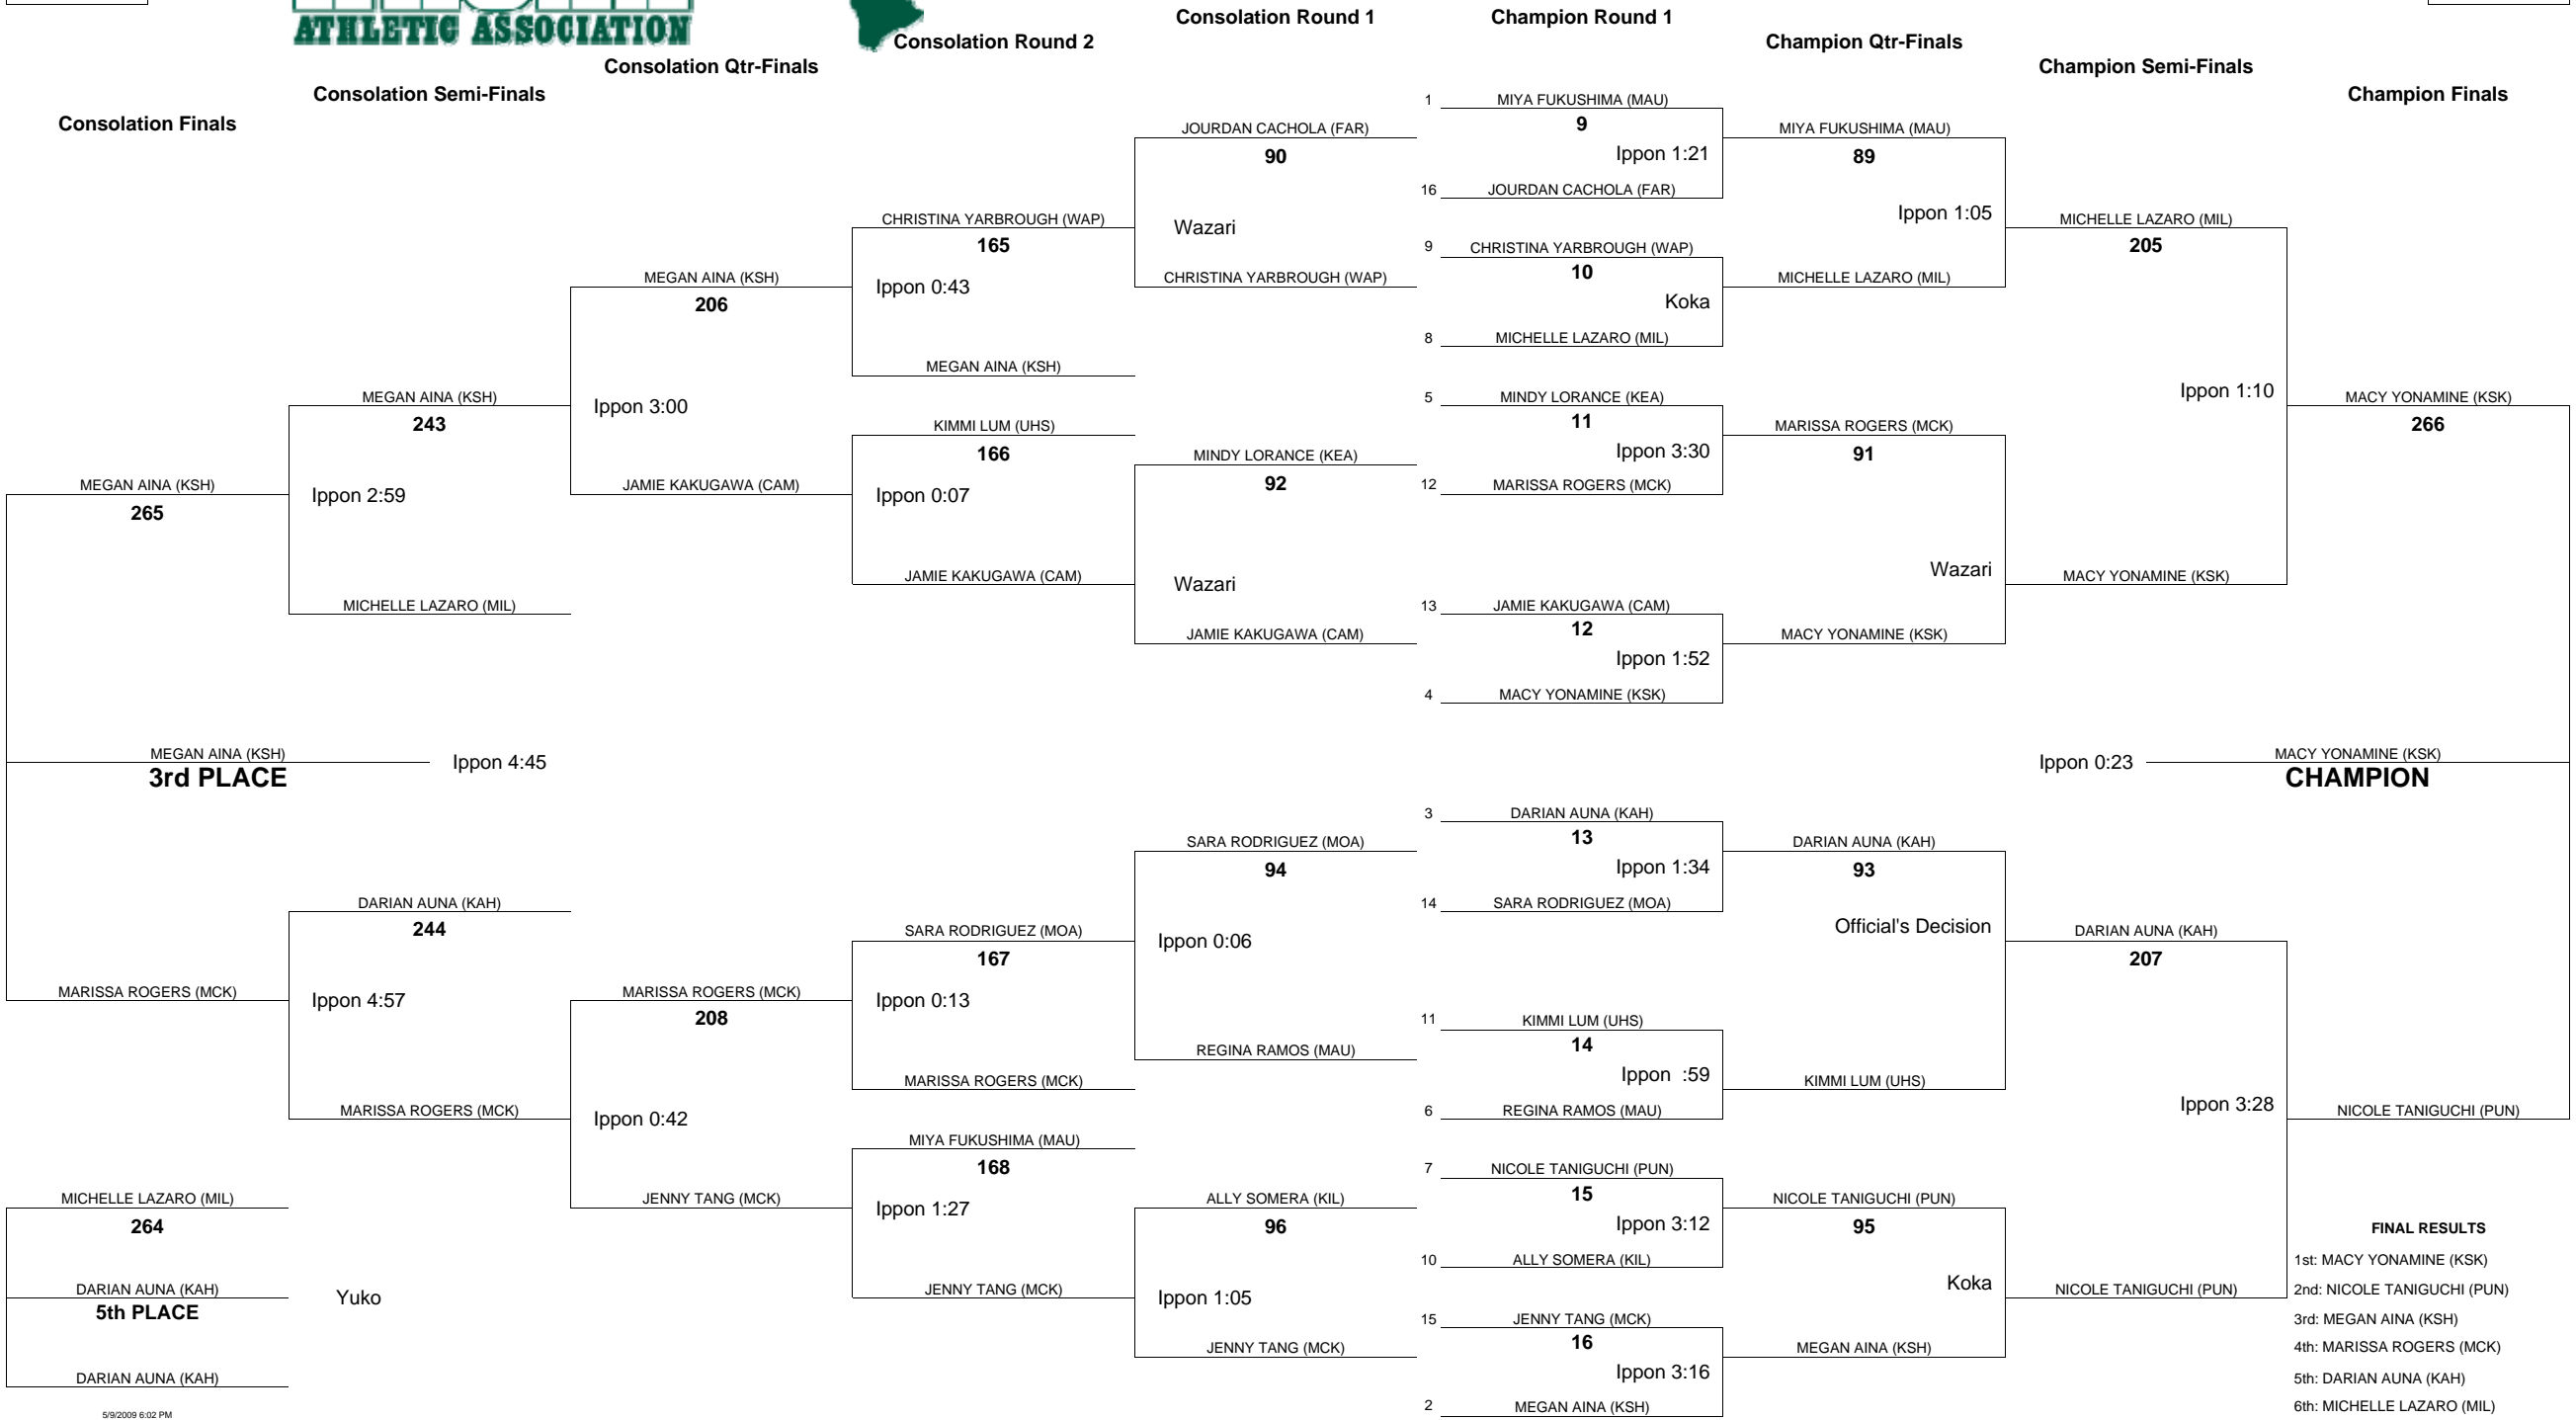 ATHLETIC ASSOCIATION
Consolation Round 1
Champion Round 1
Consolation Round 2
Champion Qtr-Finals
Consolation Qtr-Finals
Champion Semi-Finals
Consolation Semi-Finals
Champion Finals
Consolation Finals
1 MIYA FUKUSHIMA (MAU)
9
Ippon 1:21
16 JOURDAN CACHOLA (FAR)
9 CHRISTINA YARBROUGH (WAP)
10
Koka
8 MICHELLE LAZARO (MIL)
5 MINDY LORANCE (KEA)
11
Ippon 3:30
12 MARISSA ROGERS (MCK)
13 JAMIE KAKUGAWA (CAM)
12
Ippon 1:52
4 MACY YONAMINE (KSK)
3 DARIAN AUNA (KAH)
13
Ippon 1:34
14 SARA RODRIGUEZ (MOA)
11 KIMMI LUM (UHS)
14
Ippon :59
6 REGINA RAMOS (MAU)
7 NICOLE TANIGUCHI (PUN)
15
Ippon 3:12
10 ALLY SOMERA (KIL)
15 JENNY TANG (MCK)
16
Ippon 3:16
2 MEGAN AINA (KSH)
MIYA FUKUSHIMA (MAU)
89
Ippon 1:05
MICHELLE LAZARO (MIL)
MARISSA ROGERS (MCK)
91
Wazari
MACY YONAMINE (KSK)
DARIAN AUNA (KAH)
93
Official's Decision
KIMMI LUM (UHS)
NICOLE TANIGUCHI (PUN)
95
Koka
MEGAN AINA (KSH)
MICHELLE LAZARO (MIL)
205
Ippon 1:10
MACY YONAMINE (KSK)
DARIAN AUNA (KAH)
207
Ippon 3:28
NICOLE TANIGUCHI (PUN)
MACY YONAMINE (KSK)
266
Ippon 0:23
MACY YONAMINE (KSK)
CHAMPION
NICOLE TANIGUCHI (PUN)
JOURDAN CACHOLA (FAR)
90
Wazari
CHRISTINA YARBROUGH (WAP)
MINDY LORANCE (KEA)
92
Wazari
JAMIE KAKUGAWA (CAM)
SARA RODRIGUEZ (MOA)
94
Ippon 0:06
REGINA RAMOS (MAU)
ALLY SOMERA (KIL)
96
Ippon 1:05
JENNY TANG (MCK)
CHRISTINA YARBROUGH (WAP)
165
Ippon 0:43
MEGAN AINA (KSH)
KIMMI LUM (UHS)
166
Ippon 0:07
JAMIE KAKUGAWA (CAM)
SARA RODRIGUEZ (MOA)
167
Ippon 0:13
MARISSA ROGERS (MCK)
MIYA FUKUSHIMA (MAU)
168
Ippon 1:27
JENNY TANG (MCK)
MEGAN AINA (KSH)
206
Ippon 3:00
JAMIE KAKUGAWA (CAM)
MARISSA ROGERS (MCK)
208
Ippon 0:42
JENNY TANG (MCK)
MEGAN AINA (KSH)
243
Ippon 2:59
MICHELLE LAZARO (MIL)
DARIAN AUNA (KAH)
244
Ippon 4:57
MARISSA ROGERS (MCK)
MEGAN AINA (KSH)
265
MEGAN AINA (KSH)
3rd PLACE
Ippon 4:45
MARISSA ROGERS (MCK)
MICHELLE LAZARO (MIL)
264
DARIAN AUNA (KAH)
5th PLACE
Yuko
DARIAN AUNA (KAH)
FINAL RESULTS
1st: MACY YONAMINE (KSK)
2nd: NICOLE TANIGUCHI (PUN)
3rd: MEGAN AINA (KSH)
4th: MARISSA ROGERS (MCK)
5th: DARIAN AUNA (KAH)
6th: MICHELLE LAZARO (MIL)
5/9/2009 6:02 PM